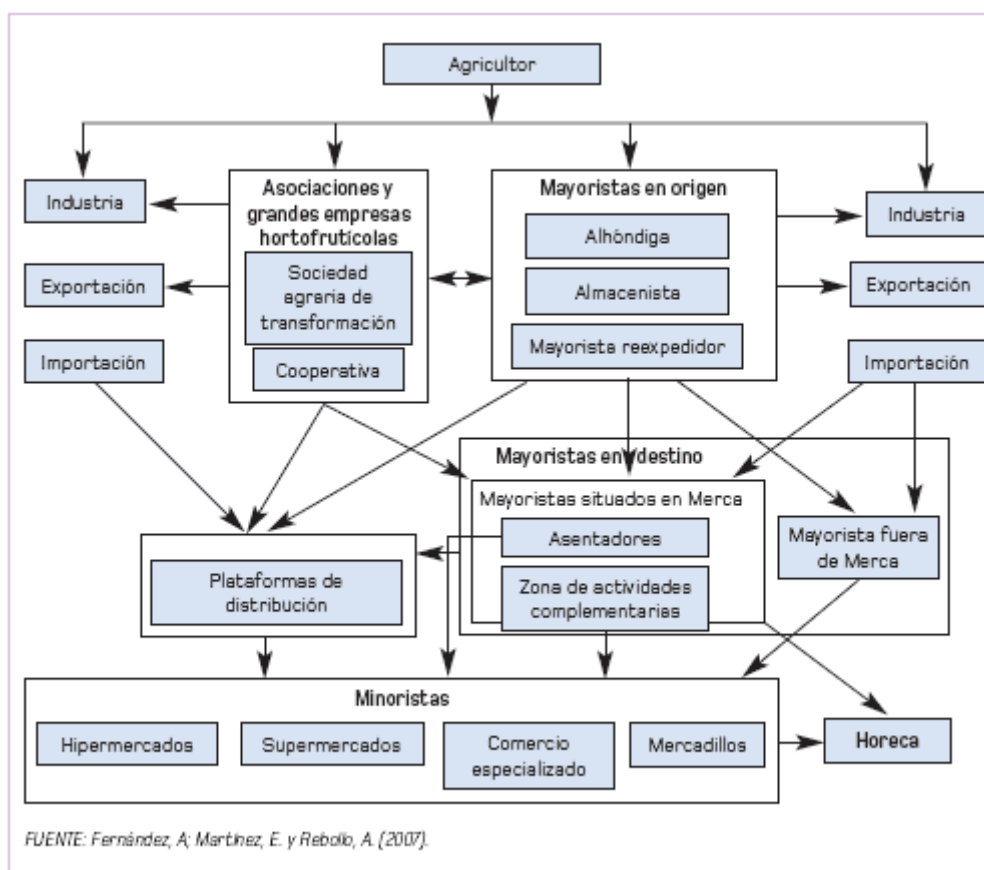 Agricultor
Industria
Asociaciones y
grandes empresas
hortofrutícolas
Sociedad
agraria de
transformación
Cooperativa
Mayoristas en origen
Alhóndiga
Almacenista
Mayorista reexpedidor
Industria
Exportación
Exportación
Importación
Importación
Mayoristas en destino
Mayoristas situados en Merca
Asentadores
Zona de actividades
complementarias
Mayorista fuera
de Merca
Plataformas de
distribución
Minoristas
Hipermercados
Supermercados
Comercio
especializado
Mercadillos
Horeca
FUENTE: Fernández, A; Martínez, E. y Rebollo, A. (2007).